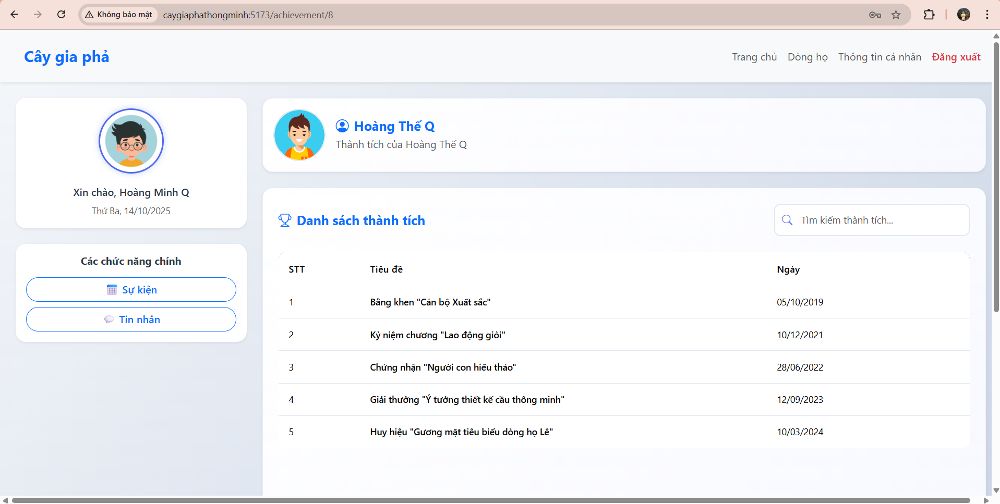 Không bảo mật caygiaphathongminh:5173/achievement/8
Cây gia phả
Trang chủ Dòng họ Thông tin cá nhân Đăng xuất
Xin chào, Hoàng Minh Q
Thứ Ba, 14/10/2025
Các chức năng chính
Sự kiện
Tin nhắn
Hoàng Thế Q
Thành tích của Hoàng Thế Q
Danh sách thành tích
Tìm kiếm thành tích...
STT Tiêu đề Ngày
1 Bằng khen "Cán bộ Xuất sắc" 05/10/2019
2 Kỷ niệm chương "Lao động giỏi" 10/12/2021
3 Chứng nhận "Người con hiếu thảo" 28/06/2022
4 Giải thưởng "Ý tưởng thiết kế cầu thông minh" 12/09/2023
5 Huy hiệu "Gương mặt tiêu biểu dòng họ Lê" 10/03/2024